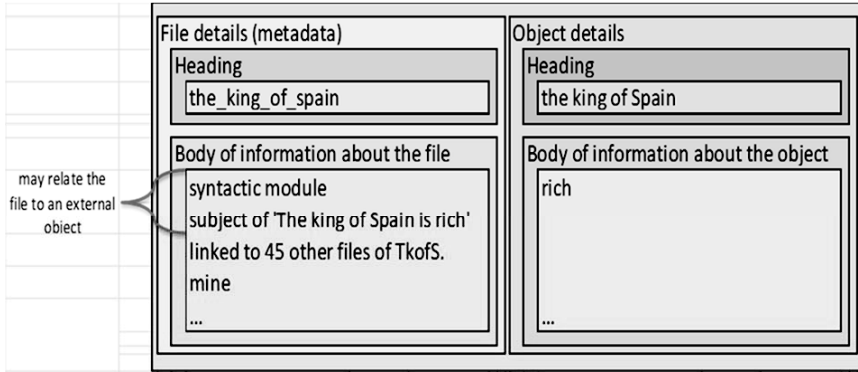 File details (metadata)
Heading
the_king_of_spain
Body of information about the file
may relate the
file to an external
object
syntactic module
subject of 'The king of Spain is rich'
linked to 45 other files of TkofS.
mine
...
Object details
Heading
the king of Spain
Body of information about the object
rich
...